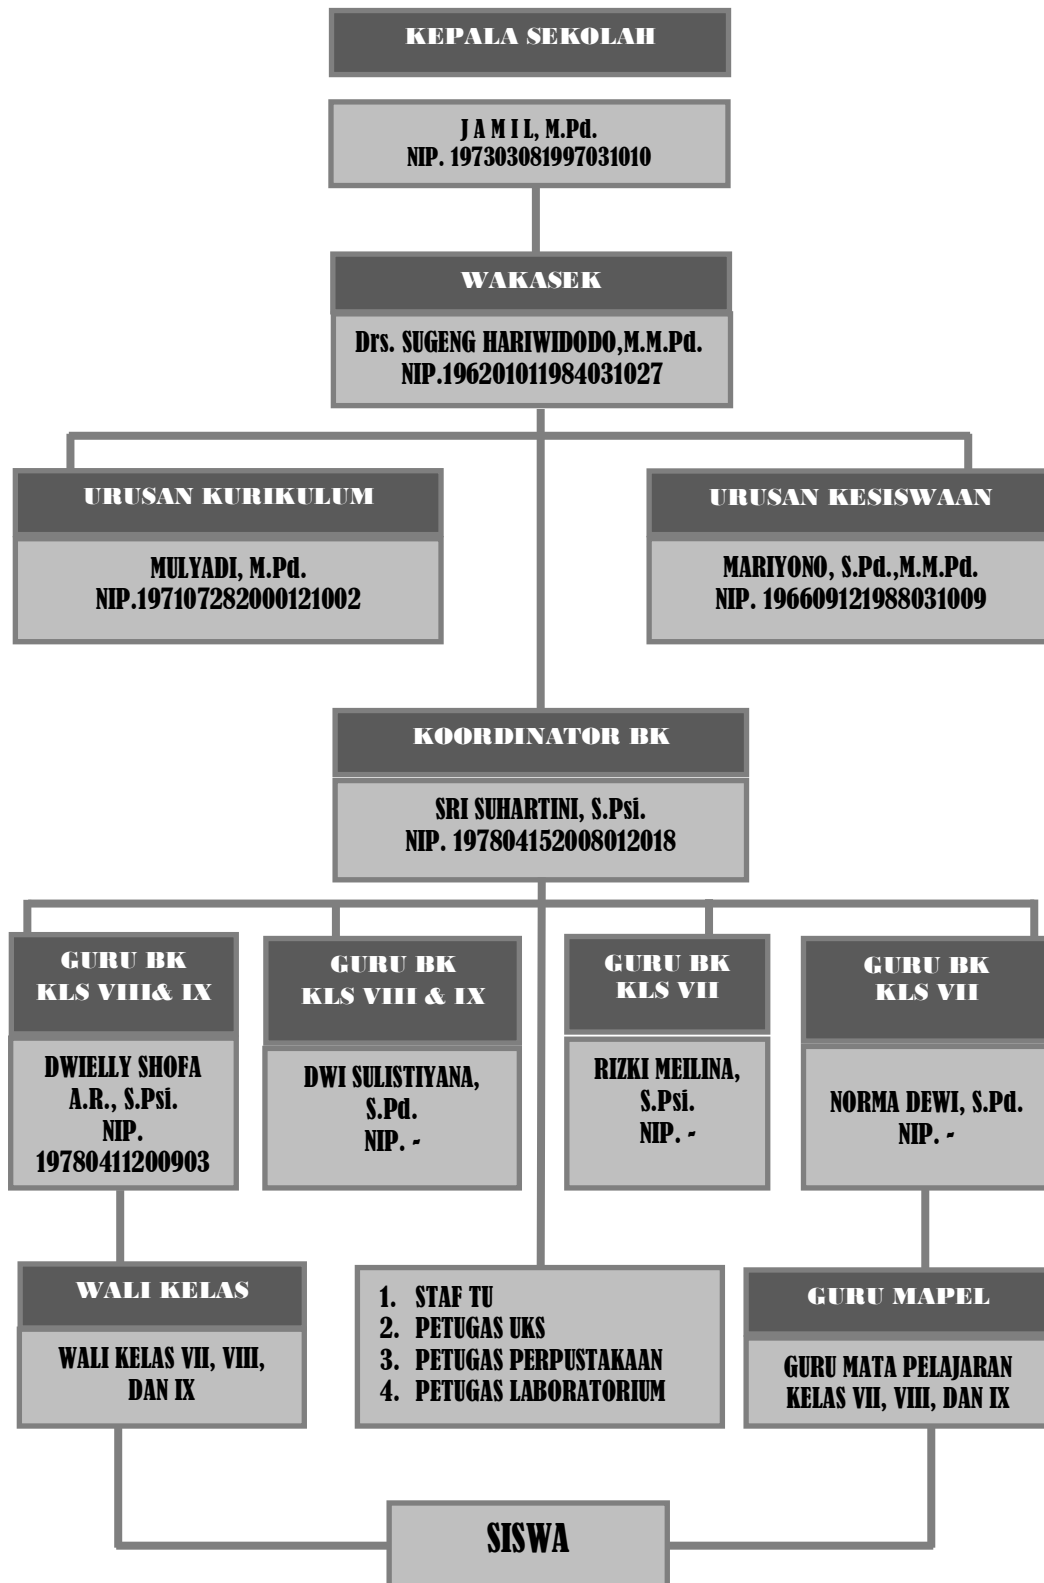 KEPALA SEKOLAH
J A M I L, M.Pd.
NIP. 197303081997031010
WAKASEK
Drs. SUGENG HARIWIDODO,M.M.Pd.
NIP.196201011984031027
URUSAN KURIKULUM
MULYADI, M.Pd.
NIP.197107282000121002
URUSAN KESISWAAN
MARIYONO, S.Pd.,M.M.Pd.
NIP. 196609121988031009
KOORDINATOR BK
SRI SUHARTINI, S.Psi.
NIP. 197804152008012018
GURU BK
KLS VIII& IX
DWIELLY SHOFA
A.R., S.Psi.
NIP.
19780411200903
GURU BK
KLS VIII & IX
DWI SULISTIYANA,
S.Pd.
NIP. -
GURU BK
KLS VII
RIZKI MEILINA,
S.Psi.
NIP. -
GURU BK
KLS VII
NORMA DEWI, S.Pd.
NIP. -
WALI KELAS
WALI KELAS VII, VIII,
DAN IX
1. STAF TU
2. PETUGAS UKS
3. PETUGAS PERPUSTAKAAN
4. PETUGAS LABORATORIUM
GURU MAPEL
GURU MATA PELAJARAN
KELAS VII, VIII, DAN IX
SISWA